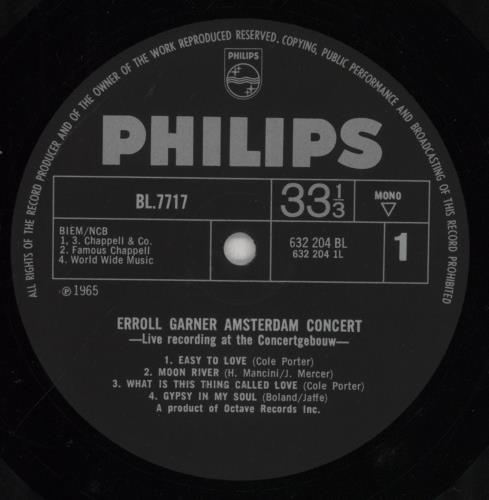 ALL RIGHTS OF THE RECORD PRODUCER AND OF THE OWNER OF THE WORK REPRODUCED RESERVED. COPYING, PUBLIC PERFORMANCE AND BROADCASTING OF THIS RECORD PROHIBITED
PHILIPS
PHILIPS
BL.7717
33 1/3
MONO
BIEM/NCB
1, 3. Chappell & Co.
2. Famous Chappell
4. World Wide Music
632 204 BL
632 204 1L
1
℗ 1965
ERROLL GARNER AMSTERDAM CONCERT
—Live recording at the Concertgebouw—
1. EASY TO LOVE (Cole Porter)
2. MOON RIVER (H. Mancini/J. Mercer)
3. WHAT IS THIS THING CALLED LOVE (Cole Porter)
4. GYPSY IN MY SOUL (Boland/Jaffe)
A product of Octave Records Inc.